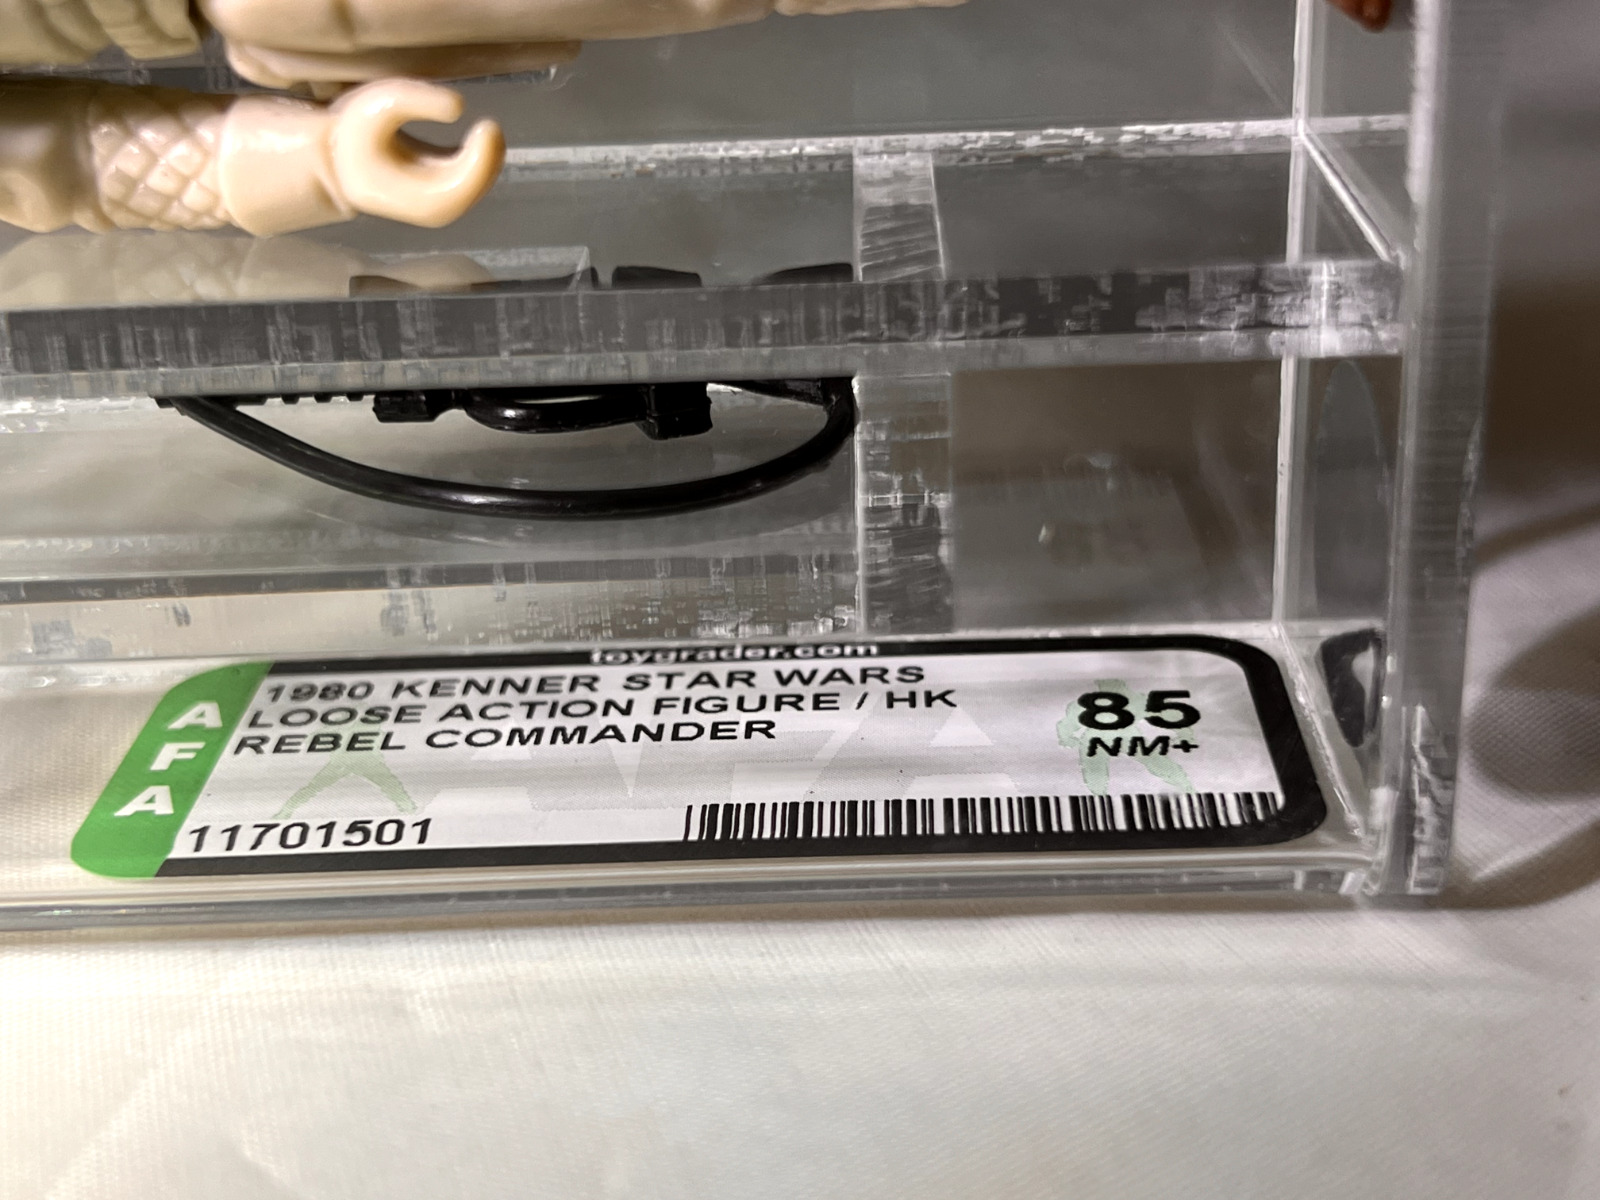 toygrader.com
AFA
1980 KENNER STAR WARS
LOOSE ACTION FIGURE / HK
REBEL COMMANDER
85
NM+
11701501